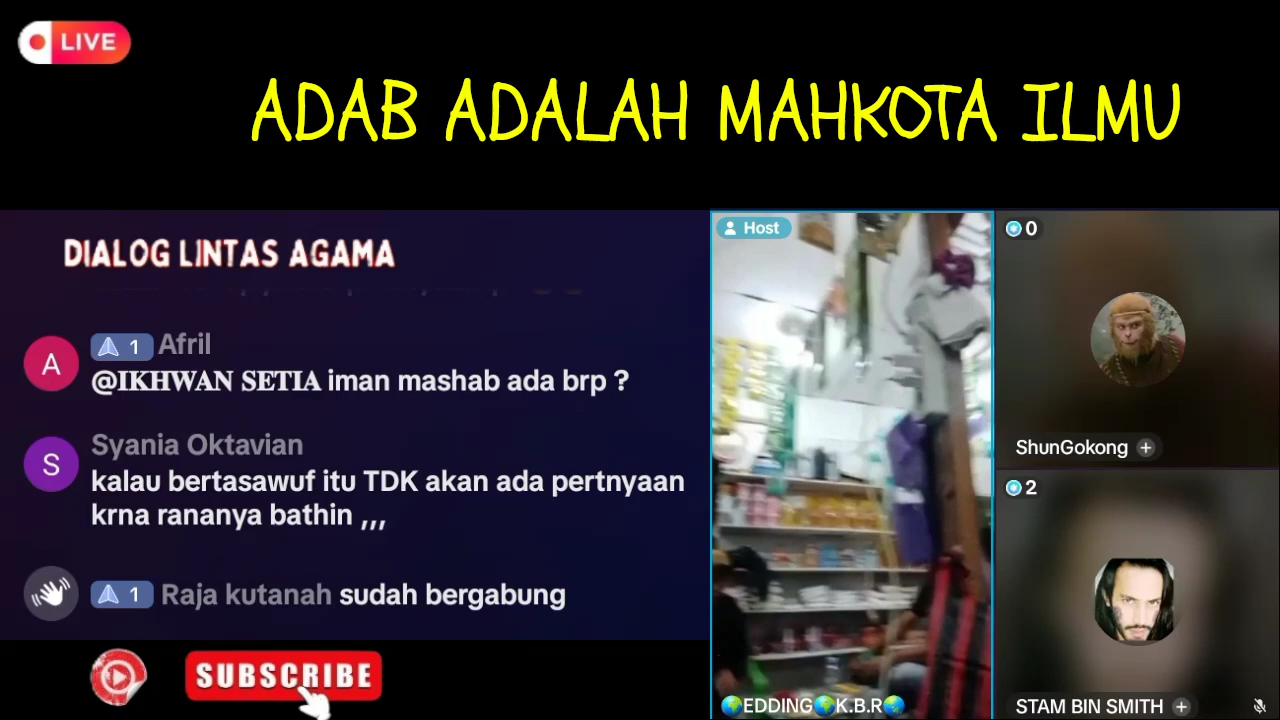 LIVE
ADAB ADALAH MAHKOTA ILMU
DIALOG LINTAS AGAMA
A
1 Afril
@IKHWAN SETIA iman mashab ada brp ?
S
Syania Oktavian
kalau bertasawuf itu TDK akan ada pertnyaan
krna rananya bathin ,,,
1 Raja kutanah sudah bergabung
SUBSCRIBE
Host
EDDING K.B.R
0
ShunGokong +
2
STAM BIN SMITH +